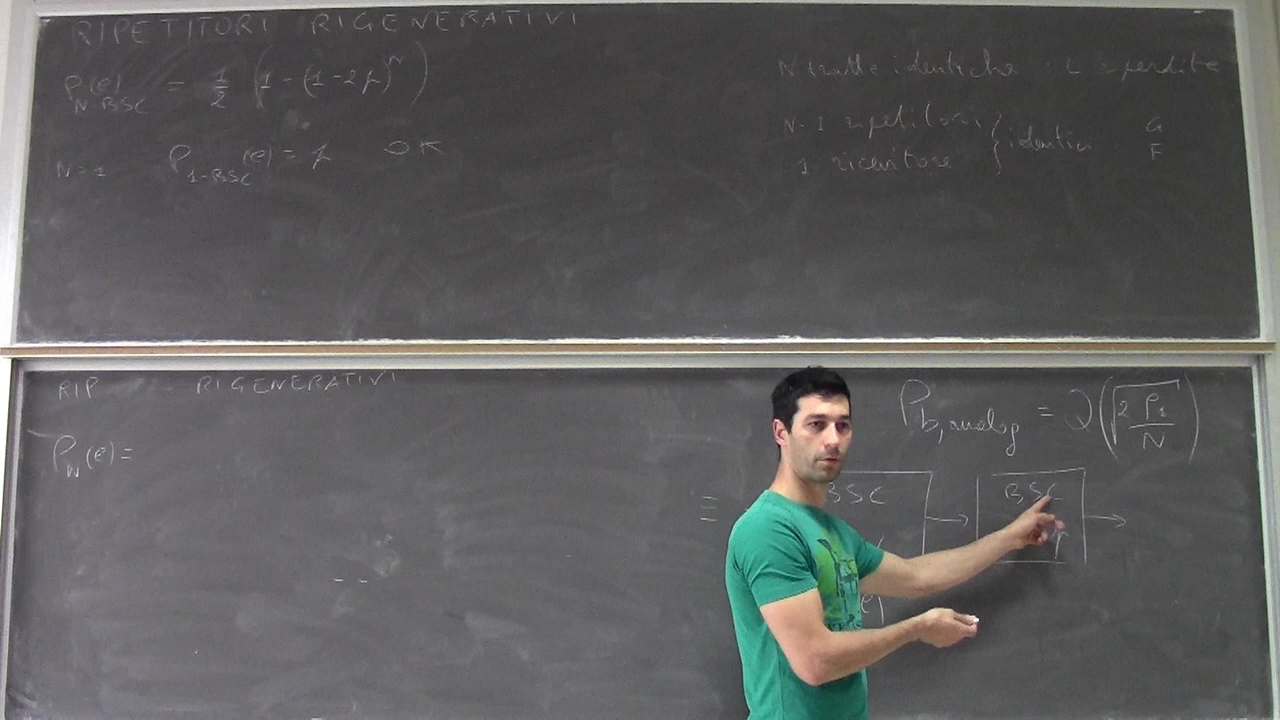 RIPETITORI RIGENERATIVI
P(e) N-BSC = 1/2 (1 - (1-2p)^N)
N=1 P 1-BSC (e) = p OK
N tratte identiche : L = perdite
N-1 ripetitori } identici G
1 ricevitore F
RIP RIGENERATIVI
P_N(e) =
P_b,analog = Q(√(2 Γ_1 / N))
≡ BSC → BSC →
p